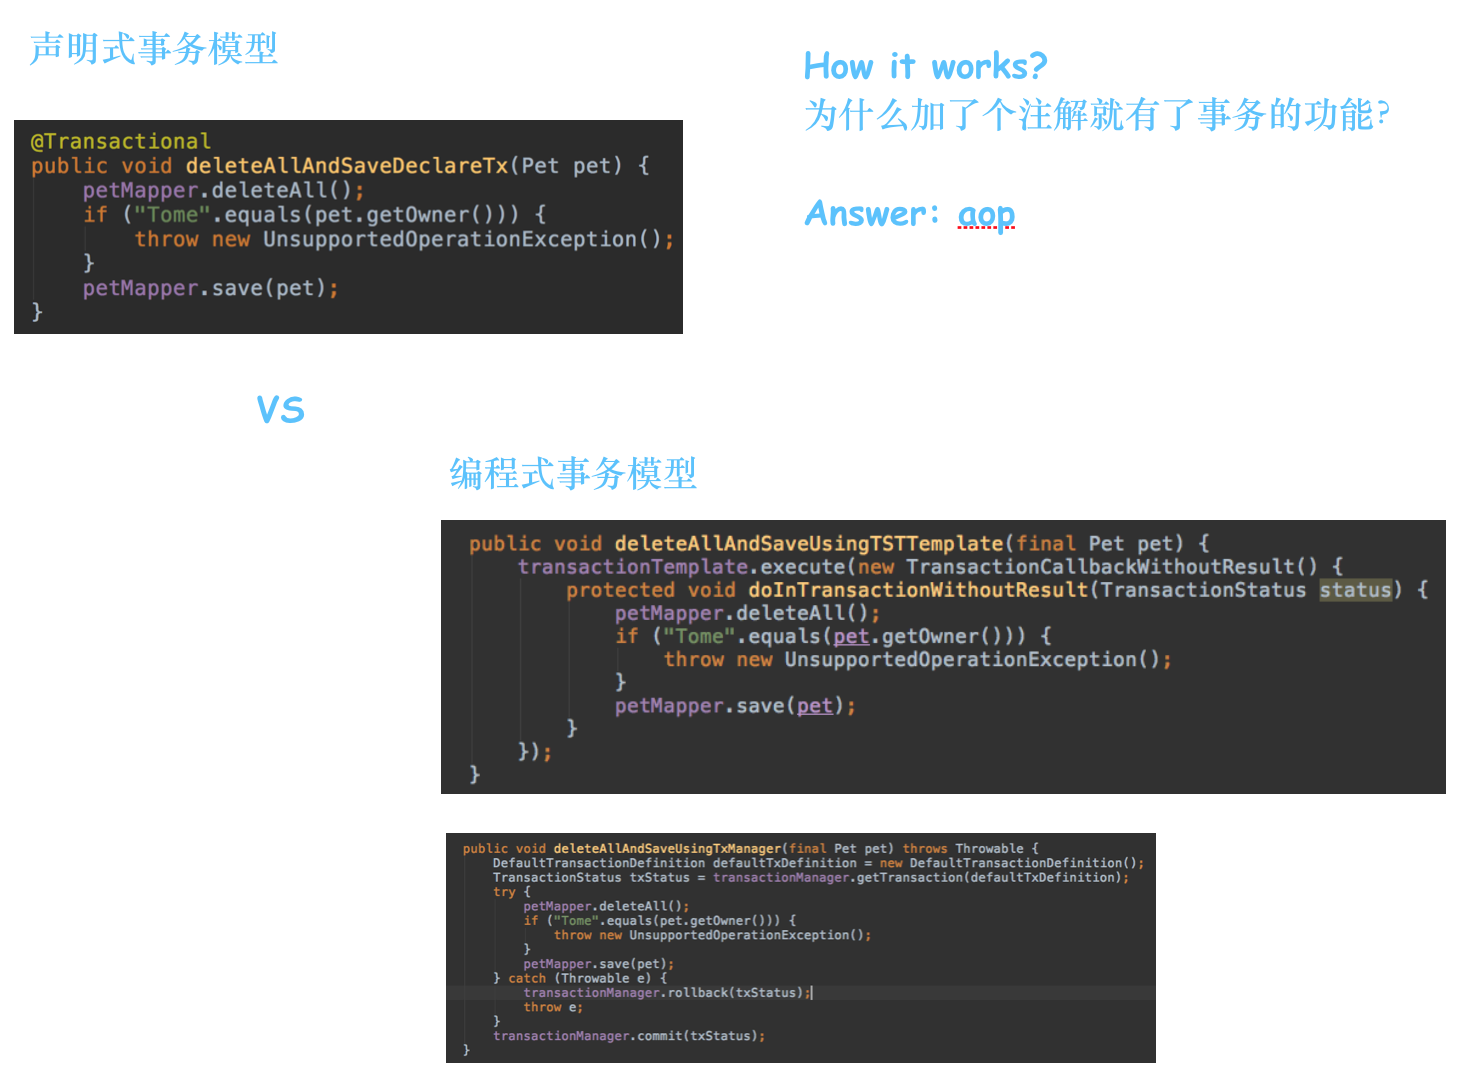 声明式事务模型
How it works?
为什么加了个注解就有了事务的功能?
Answer: aop
@Transactional
public void deleteAllAndSaveDeclareTx(Pet pet) {
petMapper.deleteAll();
if ("Tome".equals(pet.getOwner())) {
throw new UnsupportedOperationException();
}
petMapper.save(pet);
}
VS
编程式事务模型
public void deleteAllAndSaveUsingTSTTemplate(final Pet pet) {
transactionTemplate.execute(new TransactionCallbackWithoutResult() {
protected void doInTransactionWithoutResult(TransactionStatus status) {
petMapper.deleteAll();
if ("Tome".equals(pet.getOwner())) {
throw new UnsupportedOperationException();
}
petMapper.save(pet);
}
});
}
public void deleteAllAndSaveUsingTxManager(final Pet pet) throws Throwable {
DefaultTransactionDefinition defaultTxDefinition = new DefaultTransactionDefinition();
TransactionStatus txStatus = transactionManager.getTransaction(defaultTxDefinition);
try {
petMapper.deleteAll();
if ("Tome".equals(pet.getOwner())) {
throw new UnsupportedOperationException();
}
petMapper.save(pet);
} catch (Throwable e) {
transactionManager.rollback(txStatus);
throw e;
}
transactionManager.commit(txStatus);
}